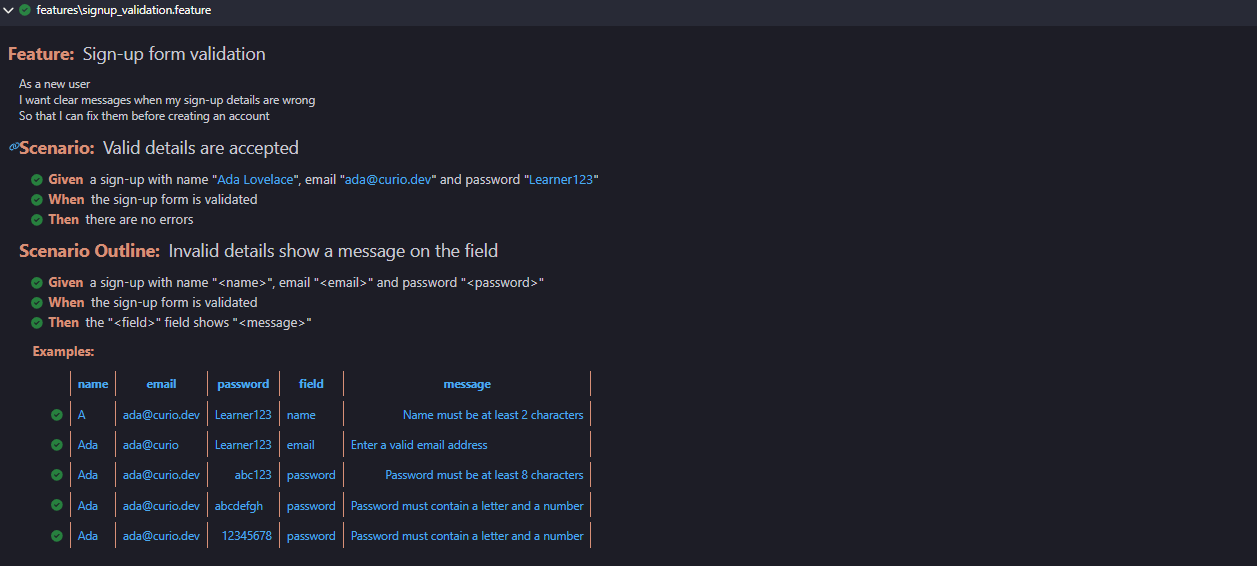 features\signup_validation.feature
Feature: Sign-up form validation
As a new user
I want clear messages when my sign-up details are wrong
So that I can fix them before creating an account
Scenario: Valid details are accepted
Given a sign-up with name "Ada Lovelace", email "ada@curio.dev" and password "Learner123"
When the sign-up form is validated
Then there are no errors
Scenario Outline: Invalid details show a message on the field
Given a sign-up with name "<name>", email "<email>" and password "<password>"
When the sign-up form is validated
Then the "<field>" field shows "<message>"
Examples:
name email password field message
A ada@curio.dev Learner123 name Name must be at least 2 characters
Ada ada@curio Learner123 email Enter a valid email address
Ada ada@curio.dev abc123 password Password must be at least 8 characters
Ada ada@curio.dev abcdefgh password Password must contain a letter and a number
Ada ada@curio.dev 12345678 password Password must contain a letter and a number